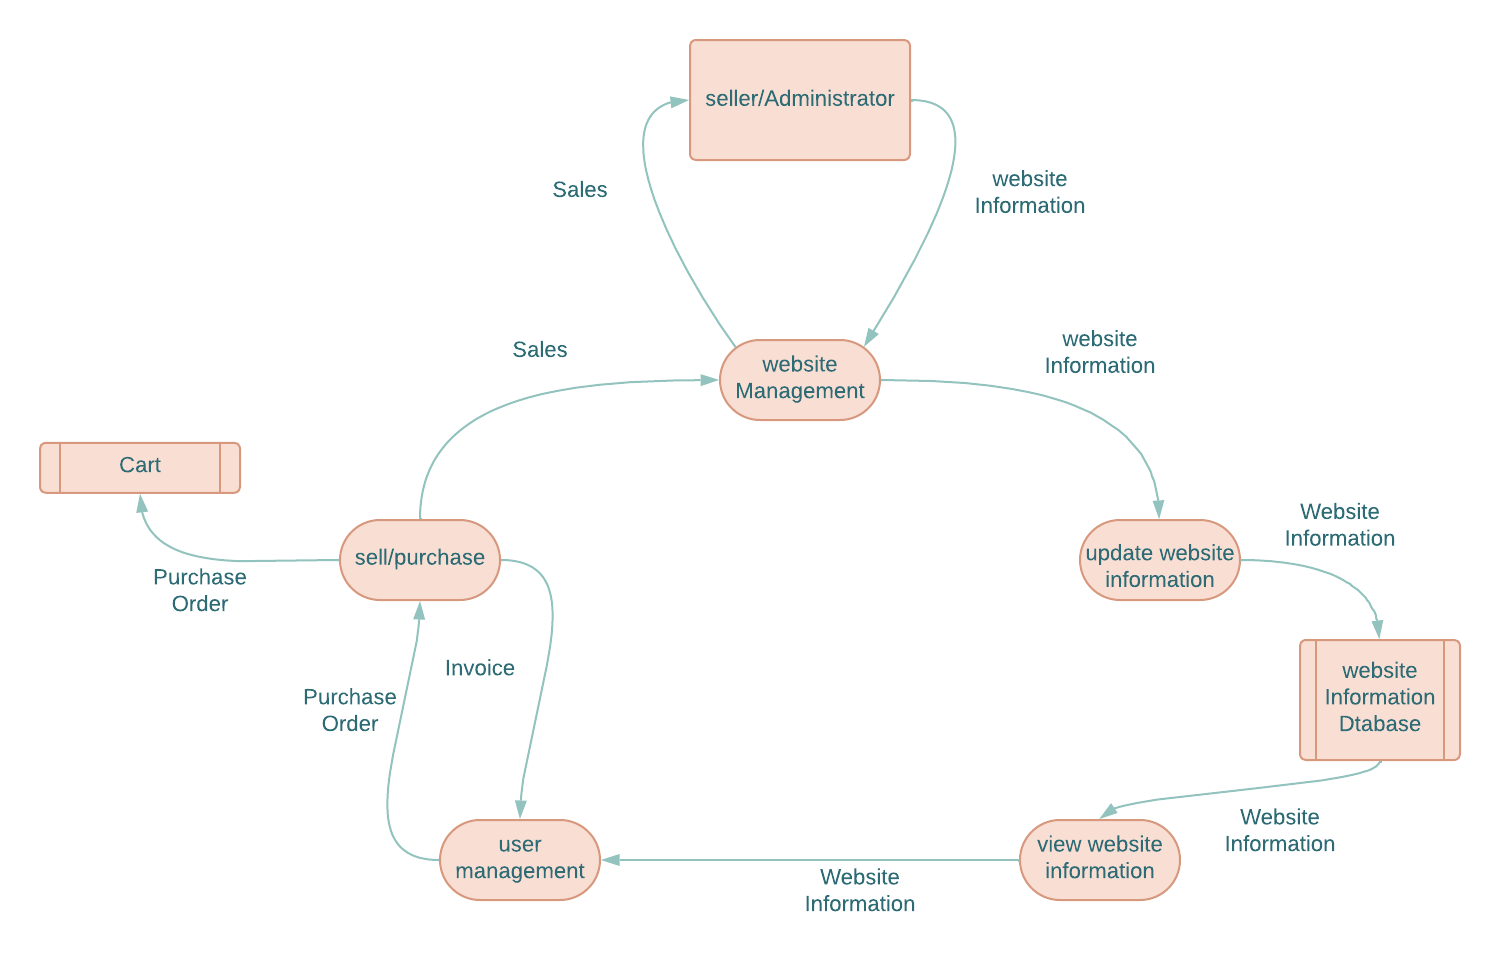 seller/Administrator
Sales
website
Information
Sales
website
Management
website
Information
Cart
Purchase
Order
sell/purchase
update website
information
Website
Information
Purchase
Order
Invoice
website
Information
Dtabase
user
management
Website
Information
view website
information
Website
Information